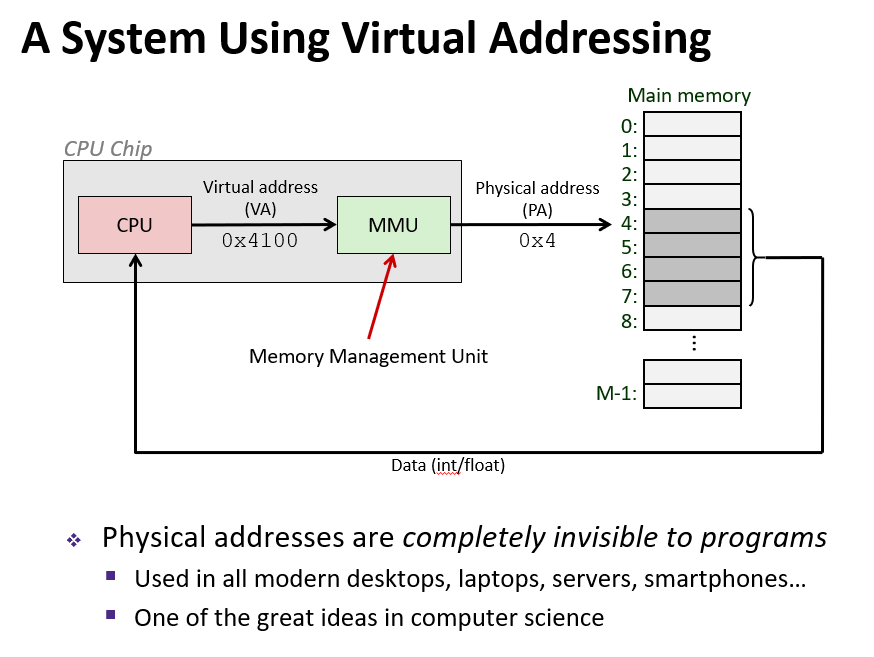 A System Using Virtual Addressing
Main memory
CPU Chip
0:
1:
2:
3:
4:
5:
6:
7:
8:
⋮
M-1:
CPU
Virtual address
(VA)
0x4100
MMU
Physical address
(PA)
0x4
Memory Management Unit
Data (int/float)
❖ Physical addresses are completely invisible to programs
▪ Used in all modern desktops, laptops, servers, smartphones…
▪ One of the great ideas in computer science